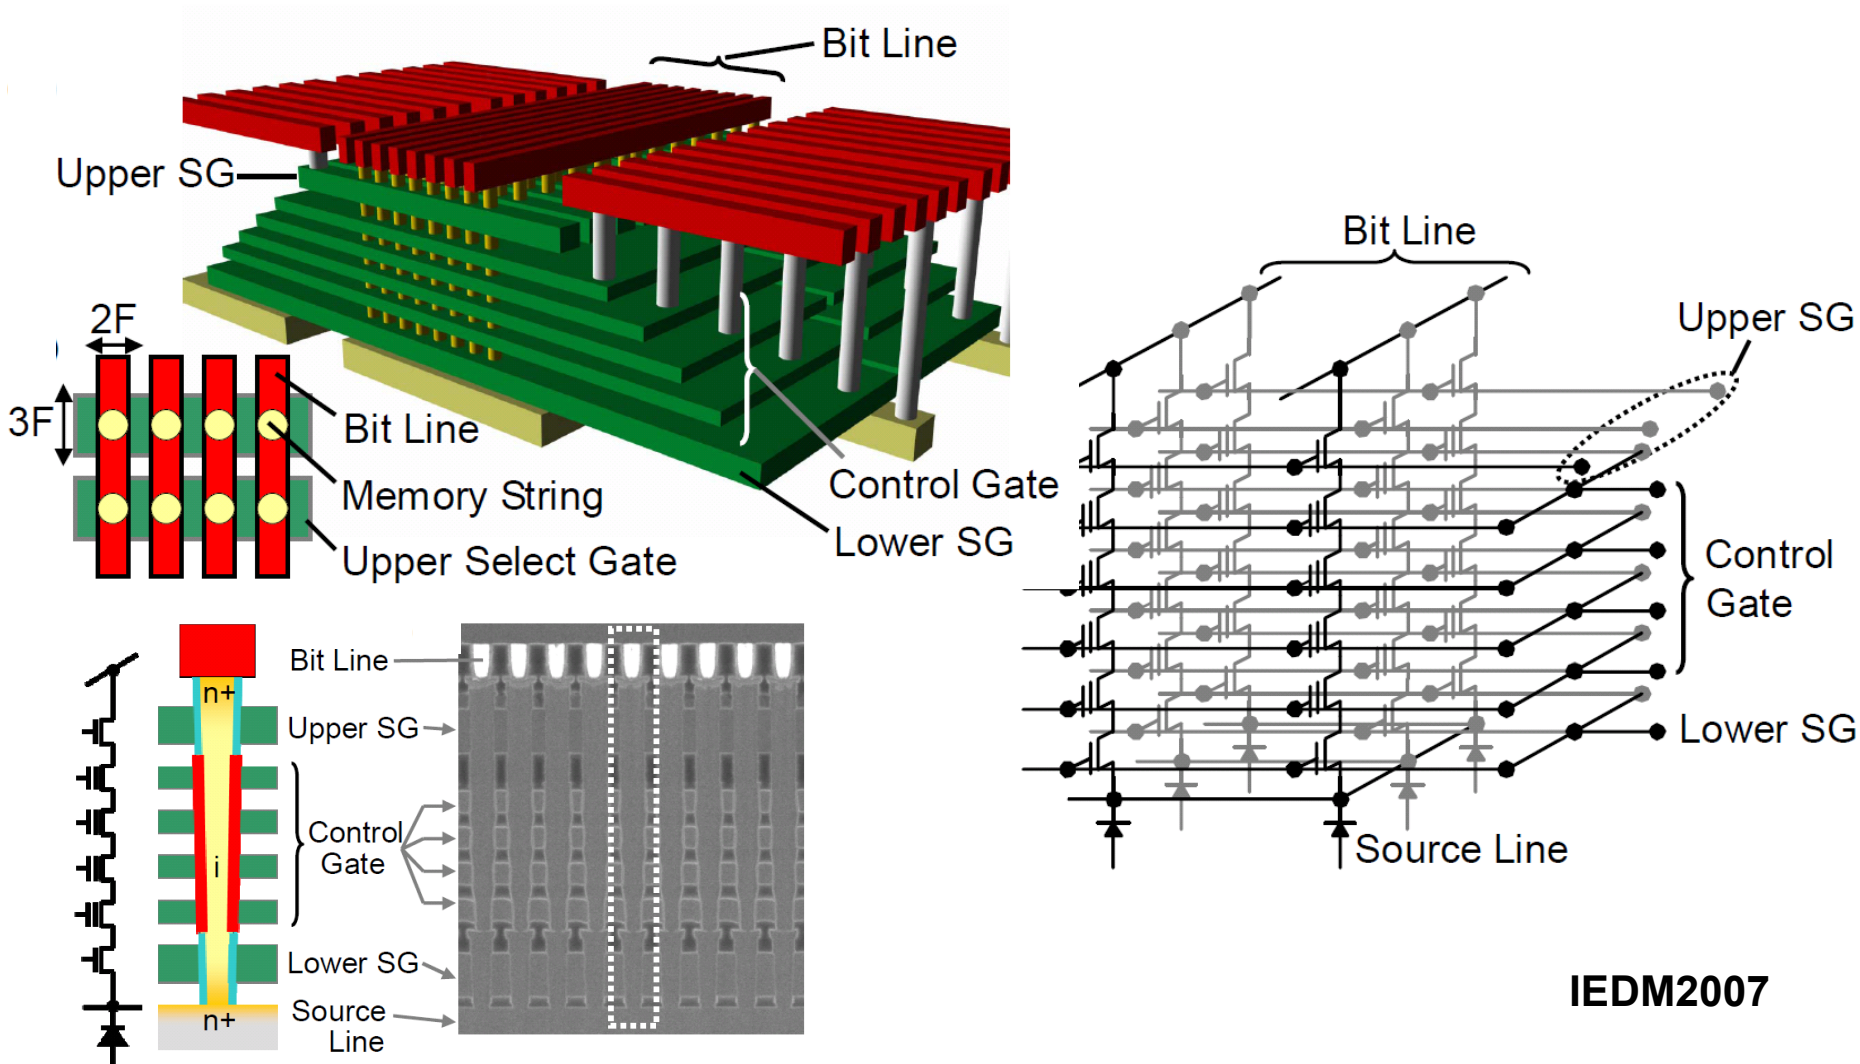 Bit Line
Upper SG
2F
3F
Bit Line
Memory String
Upper Select Gate
Control Gate
Lower SG
Bit Line
Upper SG
Control
Gate
Lower SG
Source Line
n+
i
n+
Bit Line
Upper SG
Control
Gate
Lower SG
Source
Line
IEDM2007